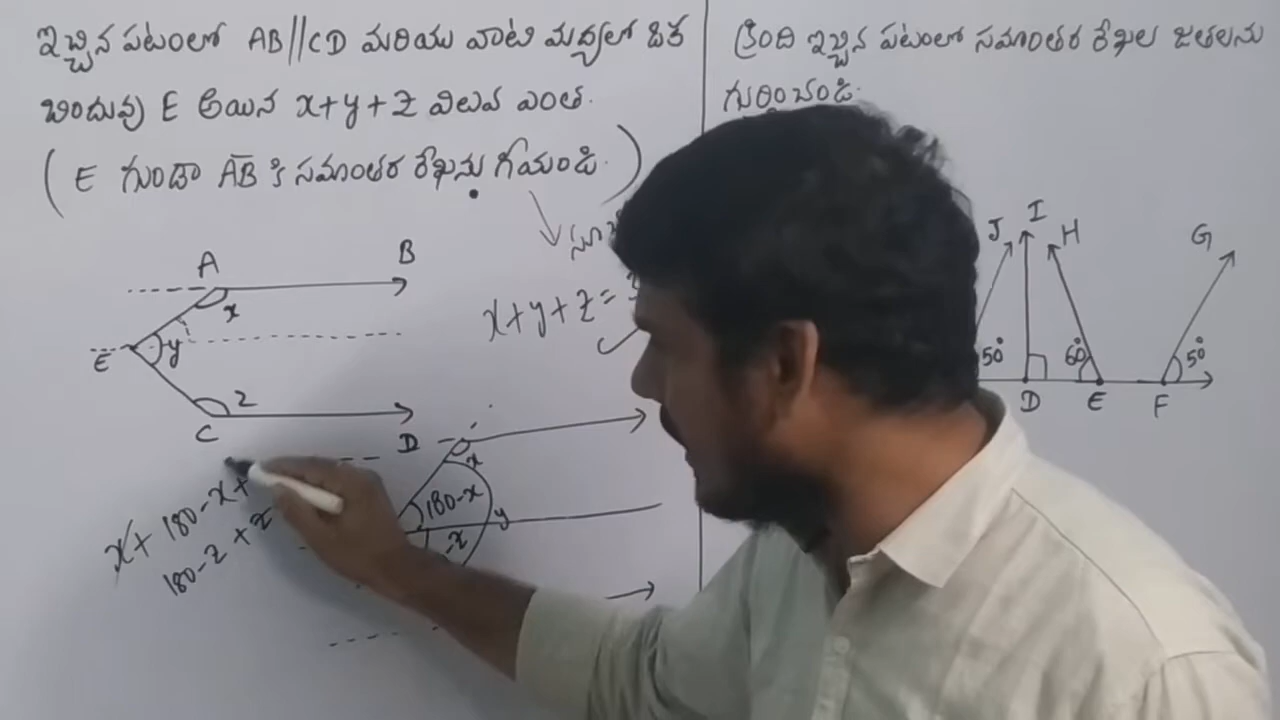 ఇచ్చిన పటంలో AB//CD మరియు వాటి మధ్యలో ఒక
బిందువు E అయిన x+y+z విలువ ఎంత.
( E గుండా AB కి సమాంతర రేఖను గీయండి. )
x+y+z=
A
B
x
E
y
z
C
D
x+ 180-x+
180-z +z
x
180-x
y
-z
క్రింది ఇచ్చిన పటంలో సమాంతర రేఖల జతలను
గుర్తించండి.
J I H G
50° 60° 50°
D E F